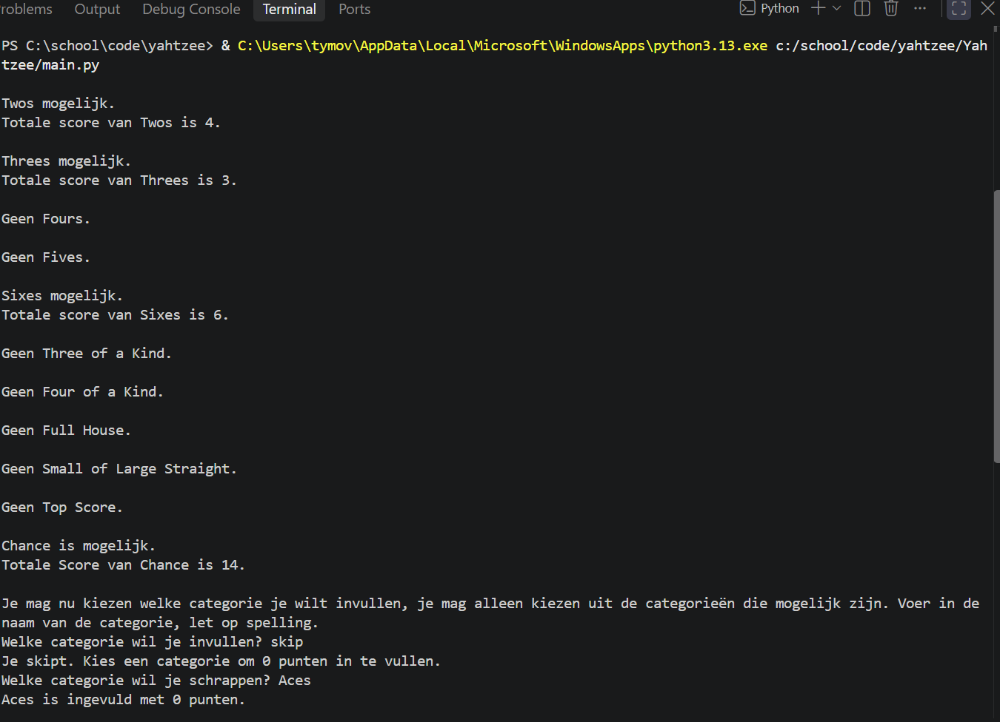 roblems Output Debug Console Terminal Ports Python
PS C:\school\code\yahtzee> & C:\Users\tymov\AppData\Local\Microsoft\WindowsApps\python3.13.exe c:/school/code/yahtzee/Yah
tzee/main.py
Twos mogelijk.
Totale score van Twos is 4.
Threes mogelijk.
Totale score van Threes is 3.
Geen Fours.
Geen Fives.
Sixes mogelijk.
Totale score van Sixes is 6.
Geen Three of a Kind.
Geen Four of a Kind.
Geen Full House.
Geen Small of Large Straight.
Geen Top Score.
Chance is mogelijk.
Totale Score van Chance is 14.
Je mag nu kiezen welke categorie je wilt invullen, je mag alleen kiezen uit de categorieën die mogelijk zijn. Voer in de
naam van de categorie, let op spelling.
Welke categorie wil je invullen? skip
Je skipt. Kies een categorie om 0 punten in te vullen.
Welke categorie wil je schrappen? Aces
Aces is ingevuld met 0 punten.